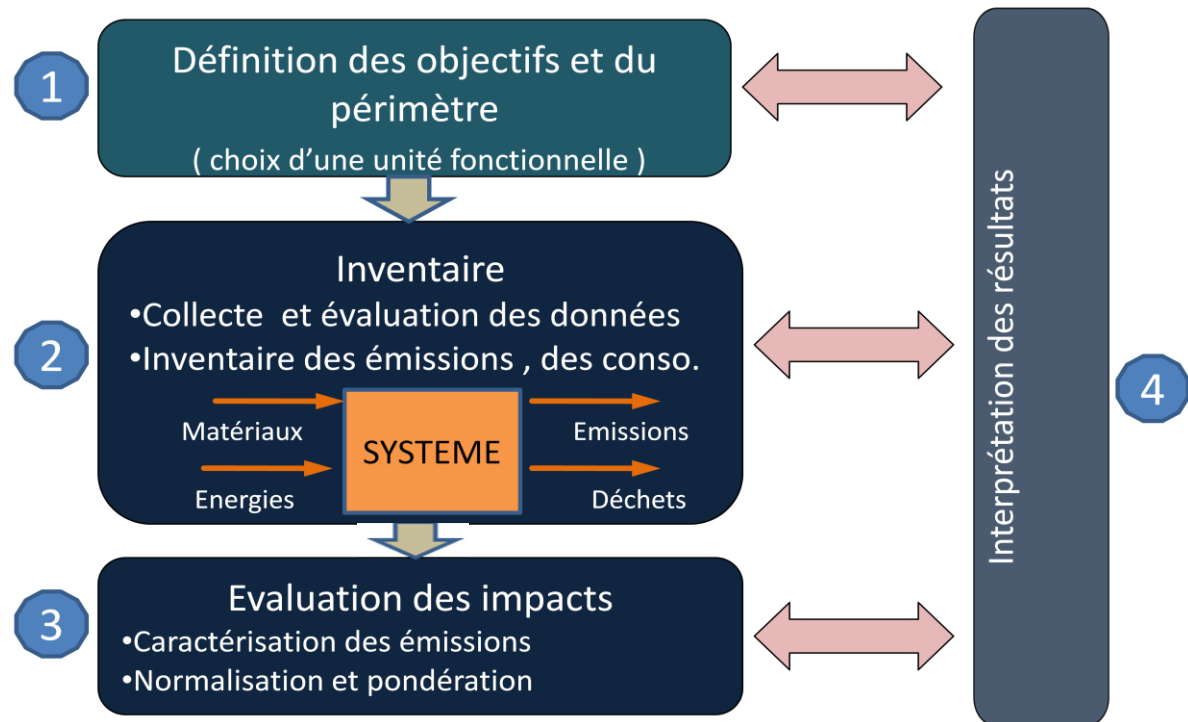 1
Définition des objectifs et du
périmètre
( choix d'une unité fonctionnelle )
2
Inventaire
•Collecte et évaluation des données
•Inventaire des émissions , des conso.
Matériaux
Energies
SYSTEME
Emissions
Déchets
3
Evaluation des impacts
•Caractérisation des émissions
•Normalisation et pondération
Interprétation des résultats
4